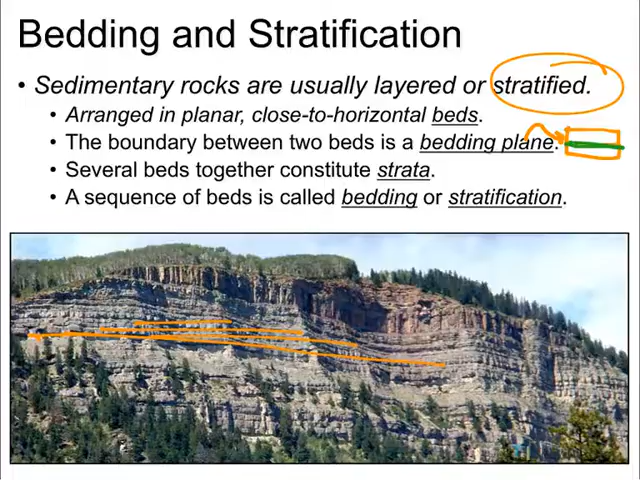 Bedding and Stratification
• Sedimentary rocks are usually layered or stratified.
• Arranged in planar, close-to-horizontal beds.
• The boundary between two beds is a bedding plane.
• Several beds together constitute strata.
• A sequence of beds is called bedding or stratification.